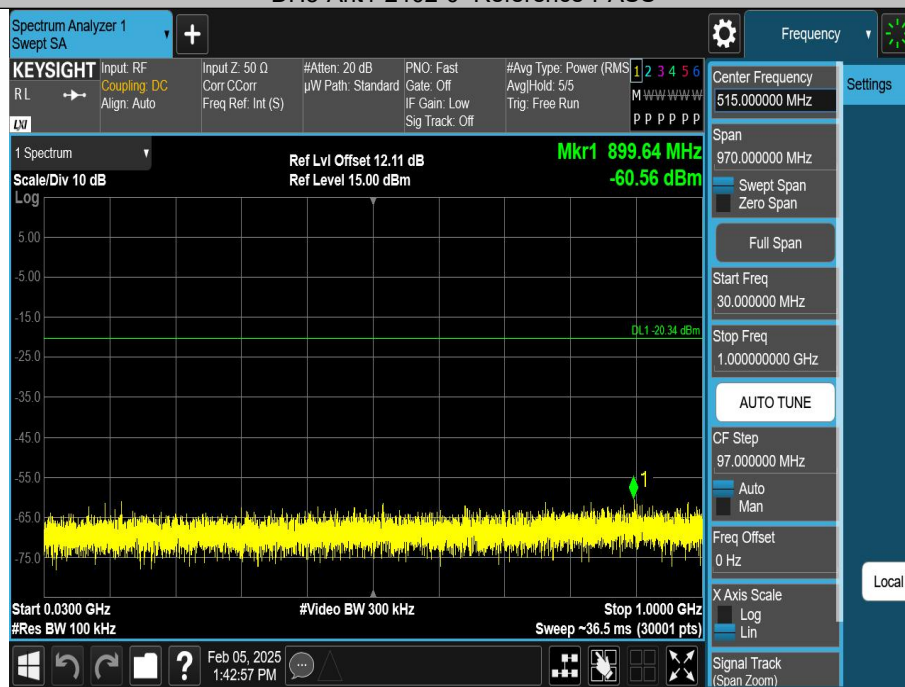 Spectrum Analyzer 1
Swept SA
Frequency
KEYSIGHT
RL
LXI
Input: RF
Coupling: DC
Align: Auto
Input Z: 50 Ω
Corr CCorr
Freq Ref: Int (S)
#Atten: 20 dB
µW Path: Standard
PNO: Fast
Gate: Off
IF Gain: Low
Sig Track: Off
#Avg Type: Power (RMS
Avg|Hold: 5/5
Trig: Free Run
1 2 3 4 5 6
M W W W W W
P P P P P P
1 Spectrum
Scale/Div 10 dB
Log
Ref Lvl Offset 12.11 dB
Ref Level 15.00 dBm
Mkr1 899.64 MHz
-60.56 dBm
5.00
-5.00
-15.0
DL1 -20.34 dBm
-25.0
-35.0
-45.0
-55.0
1
-65.0
-75.0
Start 0.0300 GHz
#Video BW 300 kHz
Stop 1.0000 GHz
#Res BW 100 kHz
Sweep ~36.5 ms (30001 pts)
Feb 05, 2025
1:42:57 PM
Center Frequency
515.000000 MHz
Settings
Span
970.000000 MHz
Swept Span
Zero Span
Full Span
Start Freq
30.000000 MHz
Stop Freq
1.000000000 GHz
AUTO TUNE
CF Step
97.000000 MHz
Auto
Man
Freq Offset
0 Hz
Local
X Axis Scale
Log
Lin
Signal Track
(Span Zoom)